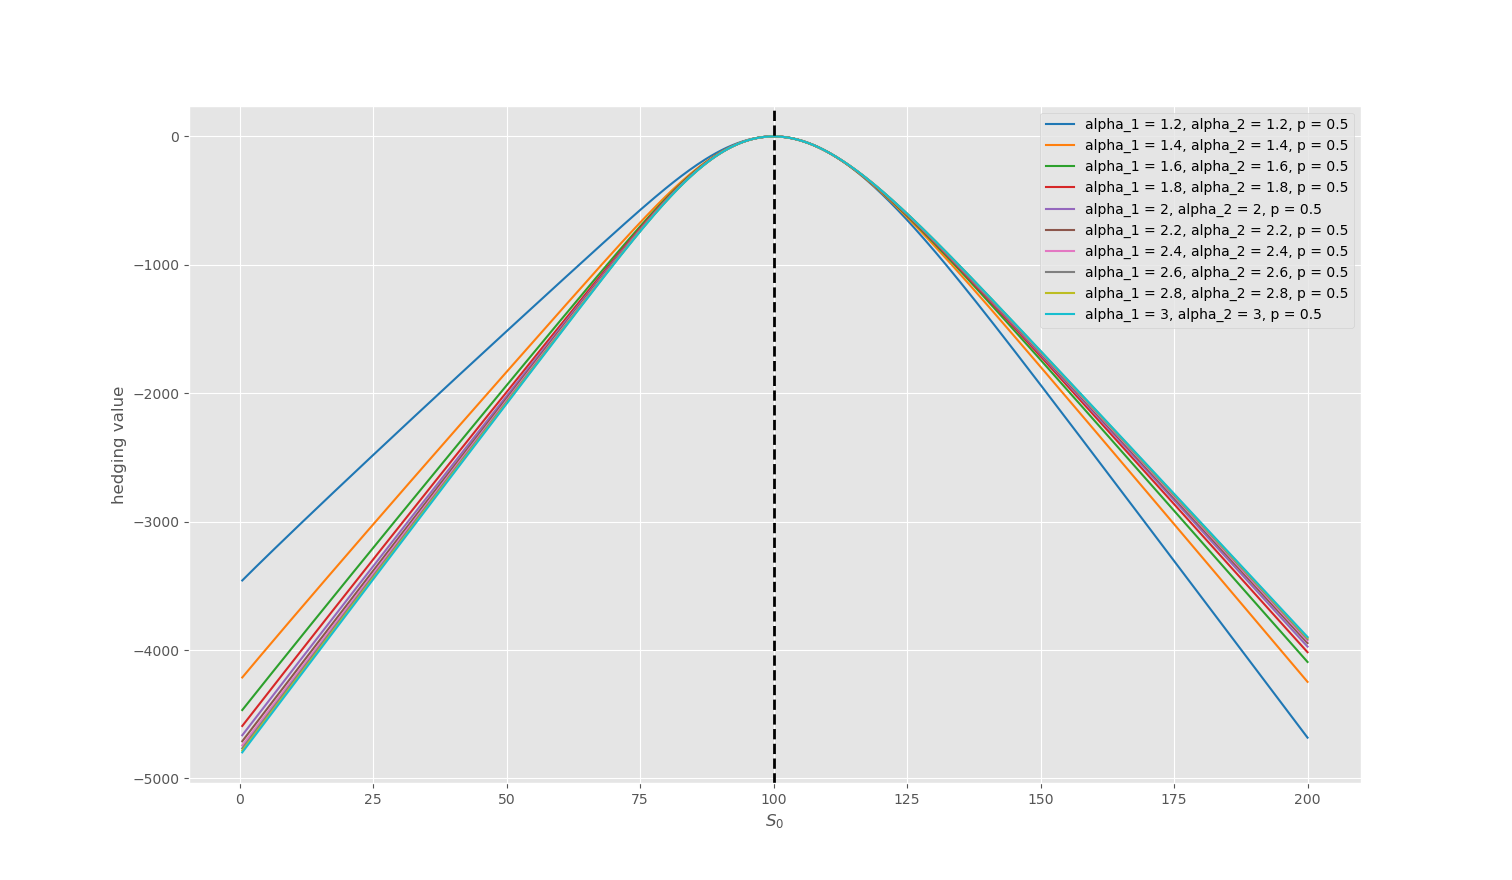 0
−1000
−2000
−3000
−4000
−5000
hedging value
alpha_1 = 1.2, alpha_2 = 1.2, p = 0.5
alpha_1 = 1.4, alpha_2 = 1.4, p = 0.5
alpha_1 = 1.6, alpha_2 = 1.6, p = 0.5
alpha_1 = 1.8, alpha_2 = 1.8, p = 0.5
alpha_1 = 2, alpha_2 = 2, p = 0.5
alpha_1 = 2.2, alpha_2 = 2.2, p = 0.5
alpha_1 = 2.4, alpha_2 = 2.4, p = 0.5
alpha_1 = 2.6, alpha_2 = 2.6, p = 0.5
alpha_1 = 2.8, alpha_2 = 2.8, p = 0.5
alpha_1 = 3, alpha_2 = 3, p = 0.5
0 25 50 75 100 125 150 175 200
S₀